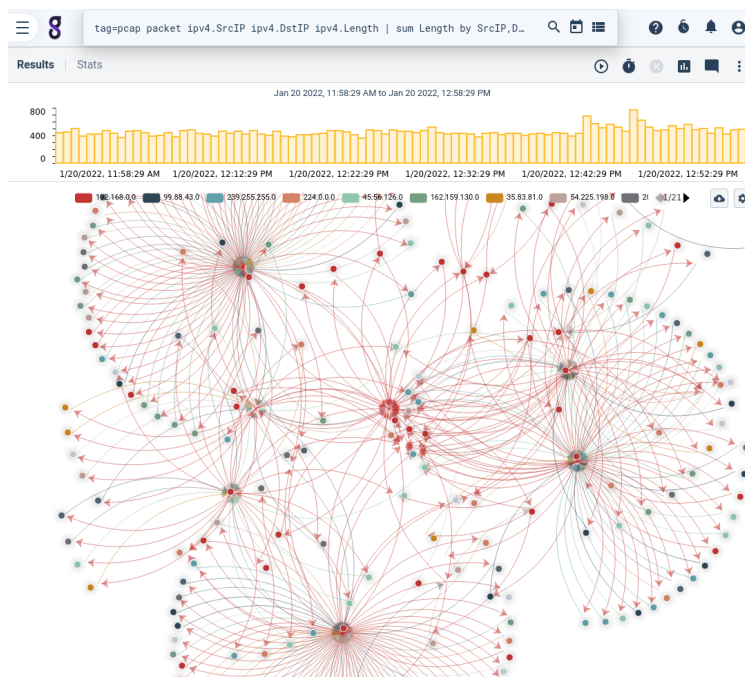 tag=pcap packet ipv4.SrcIP ipv4.DstIP ipv4.Length | sum Length by SrcIP,D…
Results | Stats
Jan 20 2022, 11:58:29 AM to Jan 20 2022, 12:58:29 PM
800
400
0
1/20/2022, 11:58:29 AM 1/20/2022, 12:12:29 PM 1/20/2022, 12:22:29 PM 1/20/2022, 12:32:29 PM 1/20/2022, 12:42:29 PM 1/20/2022, 12:52:29 PM
192.168.0.0 99.88.43.0 239.255.255.0 224.0.0.0 45.56.126.0 162.159.130.0 35.83.81.0 54.225.198.0 1/21